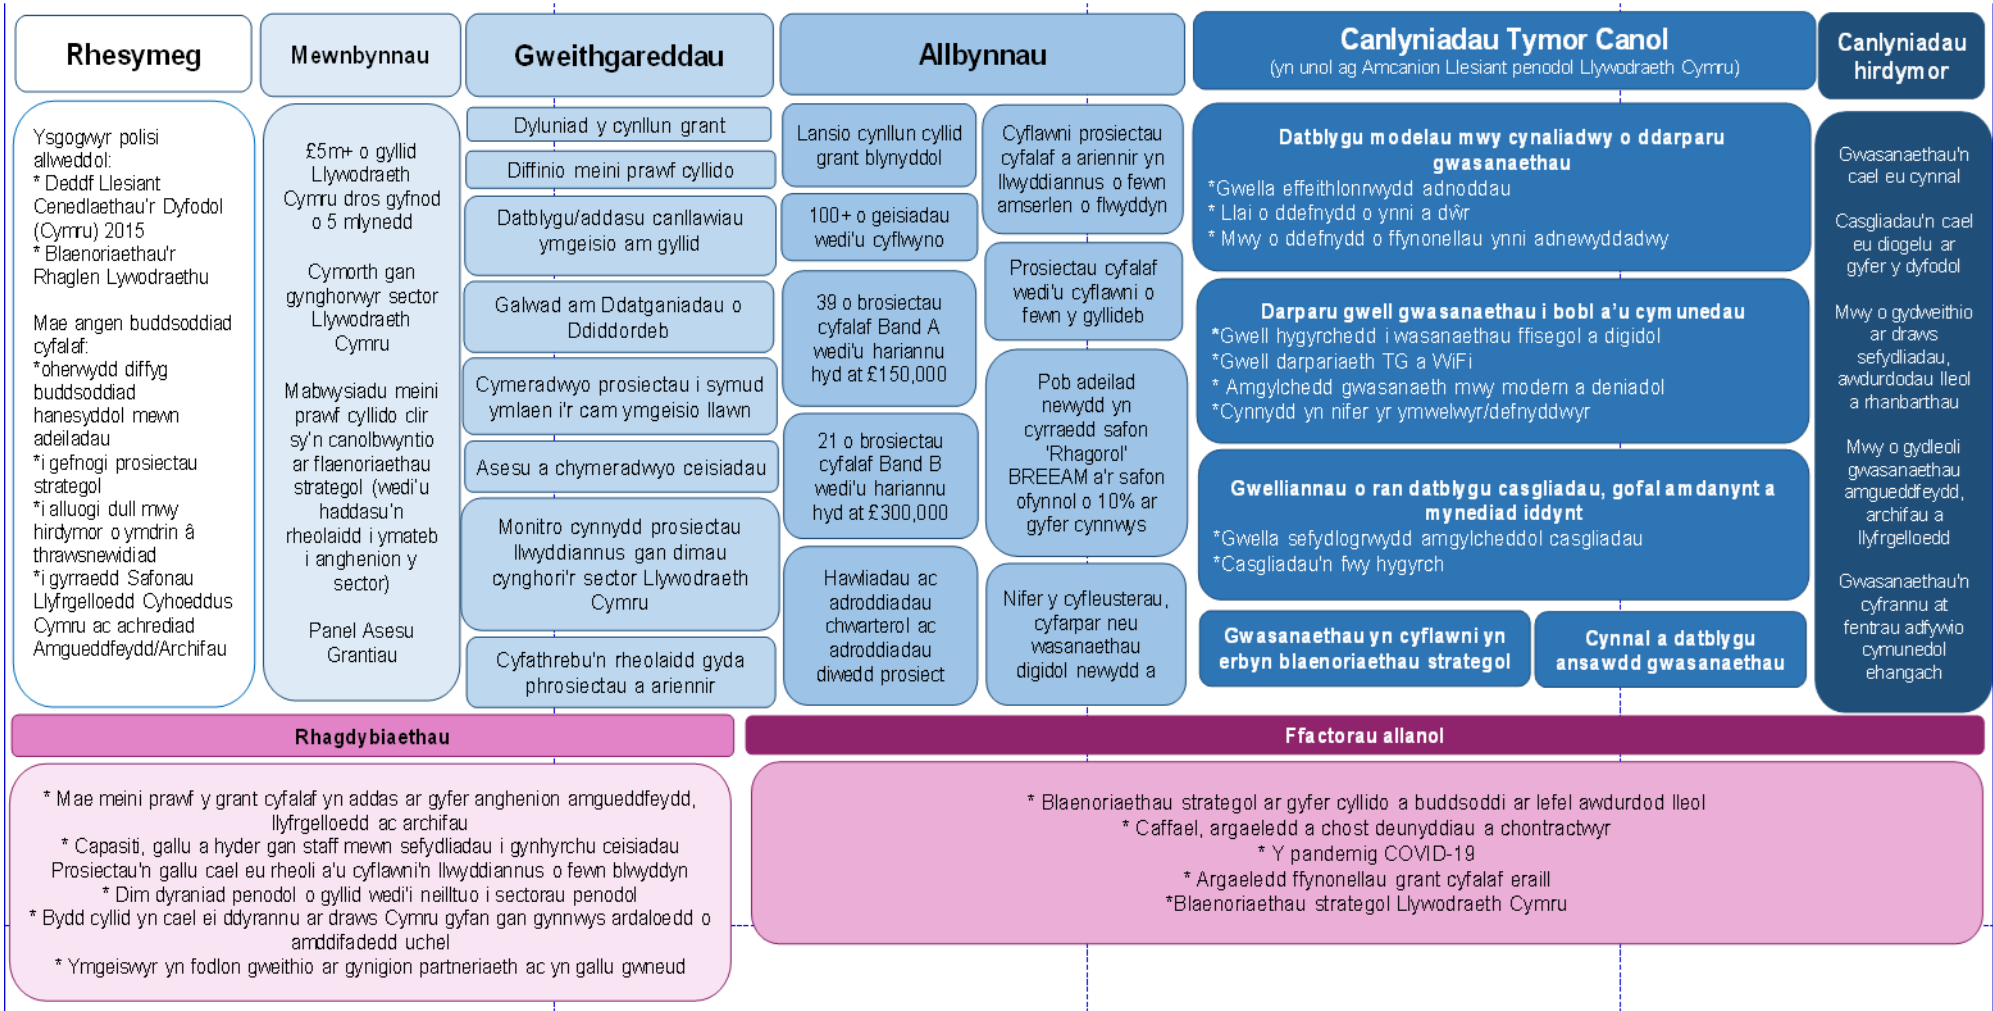 Rhesymeg
Mewnbynnau
Gweithgareddau
Allbynnau
Canlyniadau Tymor Canol
(yn unol ag Amcanion Llesiant penodol Llywodraeth Cymru)
Canlyniadau
hirdymor
Ysgogwyr polisi
allweddol:
* Deddf Llesiant
Cenedlaethau'r Dyfodol
(Cymru) 2015
* Blaenoriaethau'r
Rhaglen Lywodraethu
Mae angen buddsoddiad
cyfalaf:
*oherwydd diffyg
buddsoddiad
hanesyddol mewn
adeiladau
*i gefnogi prosiectau
strategol
*i alluogi dull mwy
hirdymor o ymdrin â
thrawsnewidiad
*i gyrraedd Safonau
Llyfrgelloedd Cyhoeddus
Cymru ac achrediad
Amgueddfeydd/Archifau
£5m+ o gyllid
Llywodraeth
Cymru dros gyfnod
o 5 mlynedd
Cymorth gan
gynghorwyr sector
Llywodraeth
Cymru
Mabwysiadu meini
prawf cyllido clir
sy'n canolbwyntio
ar flaenoriaethau
strategol (wedi'u
haddasu'n
rheolaidd i ymateb
i anghenion y
sector)
Panel Asesu
Grantiau
Dyluniad y cynllun grant
Diffinio meini prawf cyllido
Datblygu/addasu canllawiau
ymgeisio am gyllid
Galwad am Ddatganiadau o
Ddiddordeb
Cymeradwyo prosiectau i symud
ymlaen i'r cam ymgeisio llawn
Asesu a chymeradwyo ceisiadau
Monitro cynnydd prosiectau
llwyddiannus gan dimau
cynghori'r sector Llywodraeth
Cymru
Cyfathrebu'n rheolaidd gyda
phrosiectau a ariennir
Lansio cynllun cyllid
grant blynyddol
100+ o geisiadau
wedi'u cyflwyno
39 o brosiectau
cyfalaf Band A
wedi'u hariannu
hyd at £150,000
21 o brosiectau
cyfalaf Band B
wedi'u hariannu
hyd at £300,000
Hawliadau ac
adroddiadau
chwarterol ac
adroddiadau
diwedd prosiect
Cyflawni prosiectau
cyfalaf a ariennir yn
llwyddiannus o fewn
amserlen o flwyddyn
Prosiectau cyfalaf
wedi'u cyflawni o
fewn y gyllideb
Pob adeilad
newydd yn
cyrraedd safon
'Rhagorol'
BREEAM a'r safon
ofynnol o 10% ar
gyfer cynnwys
Nifer y cyfleusterau,
cyfarpar neu
wasanaethau
digidol newydd a
Datblygu modelau mwy cynaliadwy o ddarparu
gwasanaethau
*Gwella effeithlonrwydd adnoddau
* Llai o ddefnydd o ynni a dŵr
* Mwy o ddefnydd o ffynonellau ynni adnewyddadwy
Darparu gwell gwasanaethau i bobl a'u cymunedau
*Gwell hygyrchedd i wasanaethau ffisegol a digidol
*Gwell darpariaeth TG a WiFi
* Amgylchedd gwasanaeth mwy modern a deniadol
*Cynnydd yn nifer yr ymwelwyr/defnyddwyr
Gwelliannau o ran datblygu casgliadau, gofal amdanynt a
mynediad iddynt
*Gwella sefydlogrwydd amgylcheddol casgliadau
*Casgliadau'n fwy hygyrch
Gwasanaethau yn cyflawni yn
erbyn blaenoriaethau strategol
Cynnal a datblygu
ansawdd gwasanaethau
Gwasanaethau'n
cael eu cynnal
Casgliadau'n cael
eu diogelu ar
gyfer y dyfodol
Mwy o gydweithio
ar draws
sefydliadau,
awdurdodau lleol
a rhanbarthau
Mwy o gydleoli
gwasanaethau
amgueddfeydd,
archifau a
llyfrgelloedd
Gwasanaethau'n
cyfrannu at
fentrau adfywio
cymunedol
ehangach
Rhagdybiaethau
* Mae meini prawf y grant cyfalaf yn addas ar gyfer anghenion amgueddfeydd,
llyfrgelloedd ac archifau
* Capasiti, gallu a hyder gan staff mewn sefydliadau i gynhyrchu ceisiadau
Prosiectau'n gallu cael eu rheoli a'u cyflawni'n llwyddiannus o fewn blwyddyn
* Dim dyraniad penodol o gyllid wedi'i neilltuo i sectorau penodol
* Bydd cyllid yn cael ei ddyrannu ar draws Cymru gyfan gan gynnwys ardaloedd o
amddifadedd uchel
* Ymgeiswyr yn fodlon gweithio ar gynigion partneriaeth ac yn gallu gwneud
Ffactorau allanol
* Blaenoriaethau strategol ar gyfer cyllido a buddsoddi ar lefel awdurdod lleol
* Caffael, argaeledd a chost deunyddiau a chontractwyr
* Y pandemig COVID-19
* Argaeledd ffynonellau grant cyfalaf eraill
*Blaenoriaethau strategol Llywodraeth Cymru